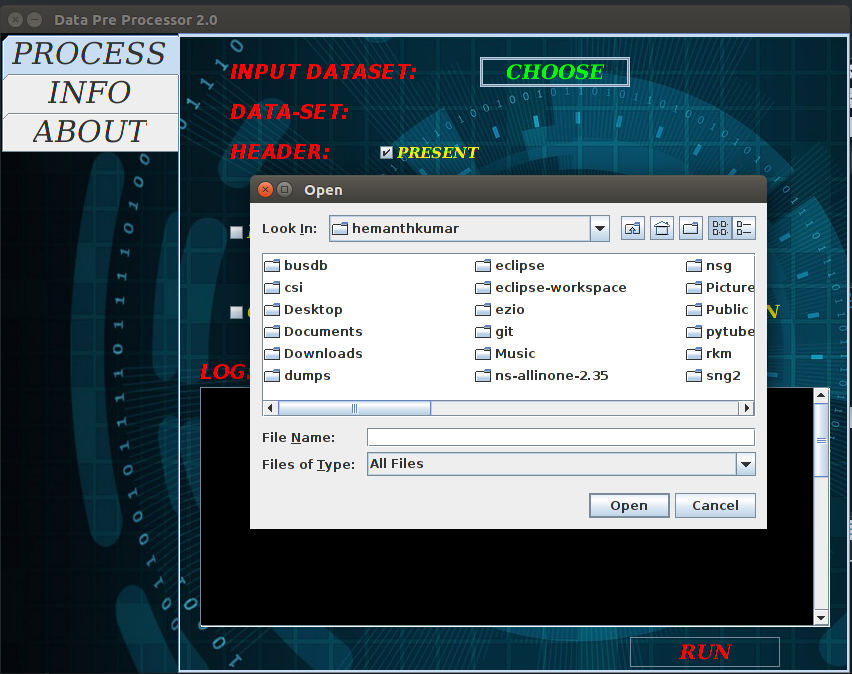 Data Pre Processor 2.0
PROCESS
INFO
ABOUT
INPUT DATASET: CHOOSE
DATA-SET:
HEADER: PRESENT
Open
Look In: hemanthkumar
busdb eclipse nsg
csi eclipse-workspace Picture
Desktop ezio Public
Documents git pytube
Downloads Music rkm
dumps ns-allinone-2.35 sng2
N
LOG
File Name:
Files of Type: All Files
Open Cancel
RUN